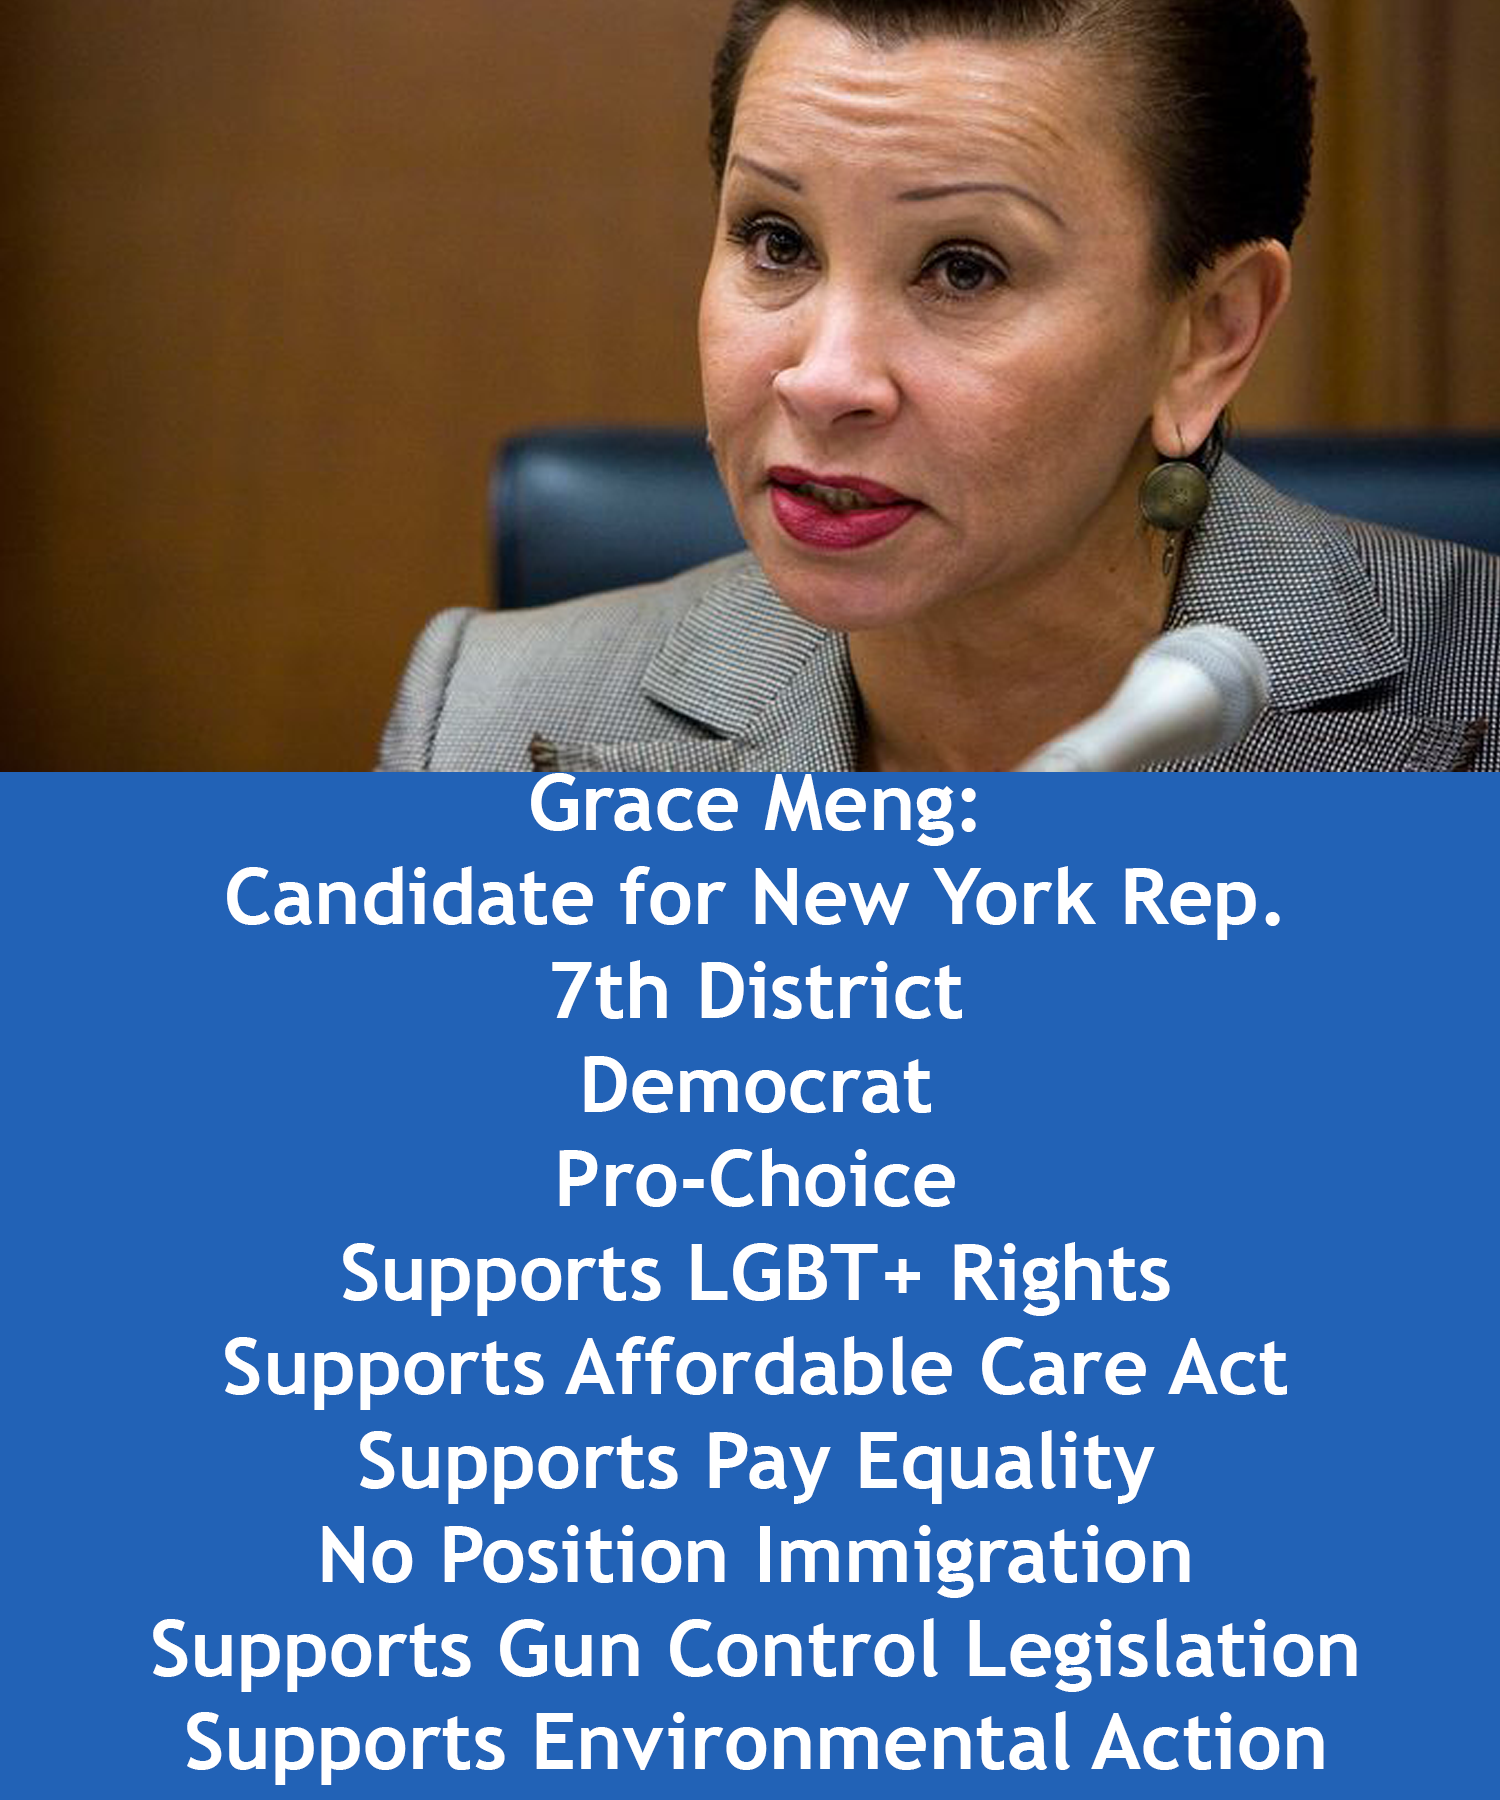 Grace Meng:
Candidate for New York Rep.
7th District
Democrat
Pro-Choice
Supports LGBT+ Rights
Supports Affordable Care Act
Supports Pay Equality
No Position Immigration
Supports Gun Control Legislation
Supports Environmental Action